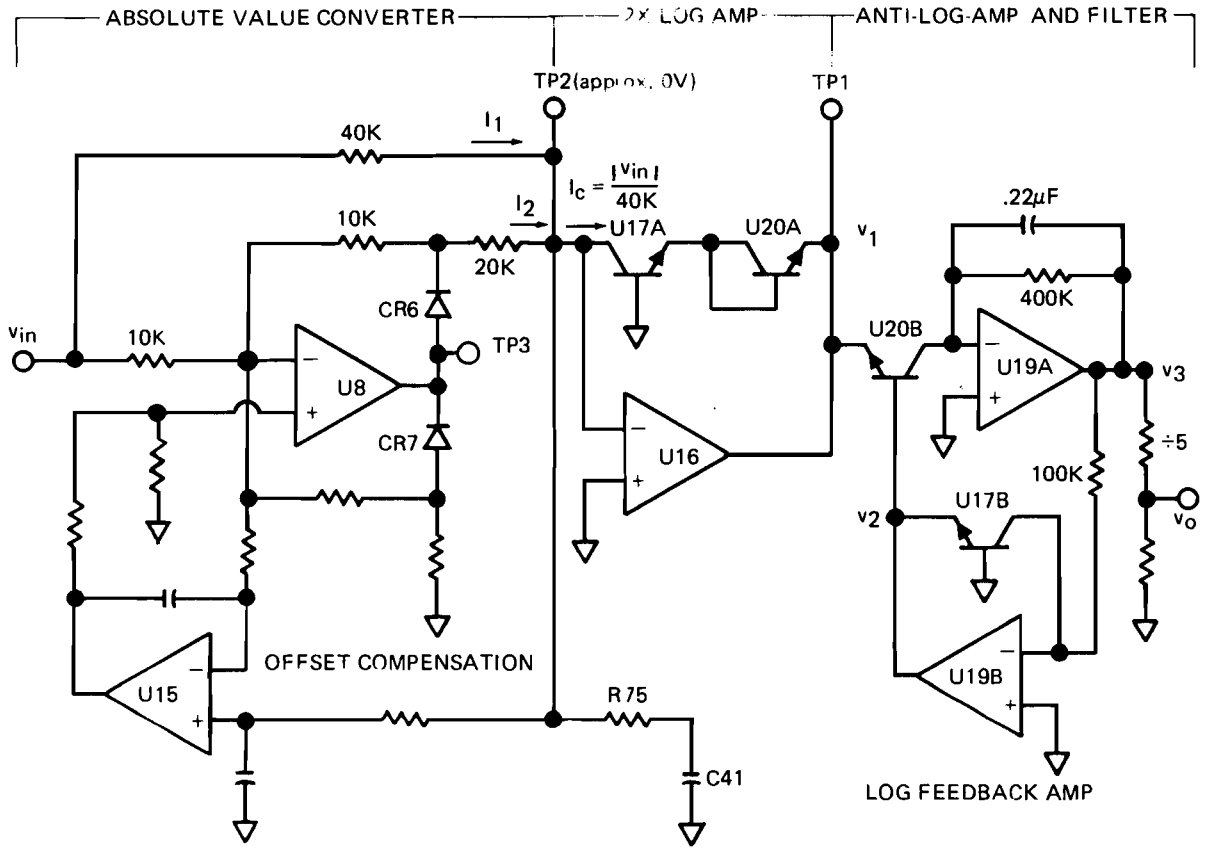 ABSOLUTE VALUE CONVERTER
2X LOG AMP
ANTI-LOG-AMP AND FILTER
TP2(approx. 0V)
TP1
I1
40K
Ic = |vin|
40K
.22µF
I2
10K
U17A
U20A
v1
20K
400K
CR6
U20B
vin
10K
TP3
−
U8
+
−
U19A
+
v3
CR7
−
U16
+
÷5
100K
U17B
v2
vo
OFFSET COMPENSATION
−
U15
+
−
U19B
+
R75
C41
LOG FEEDBACK AMP